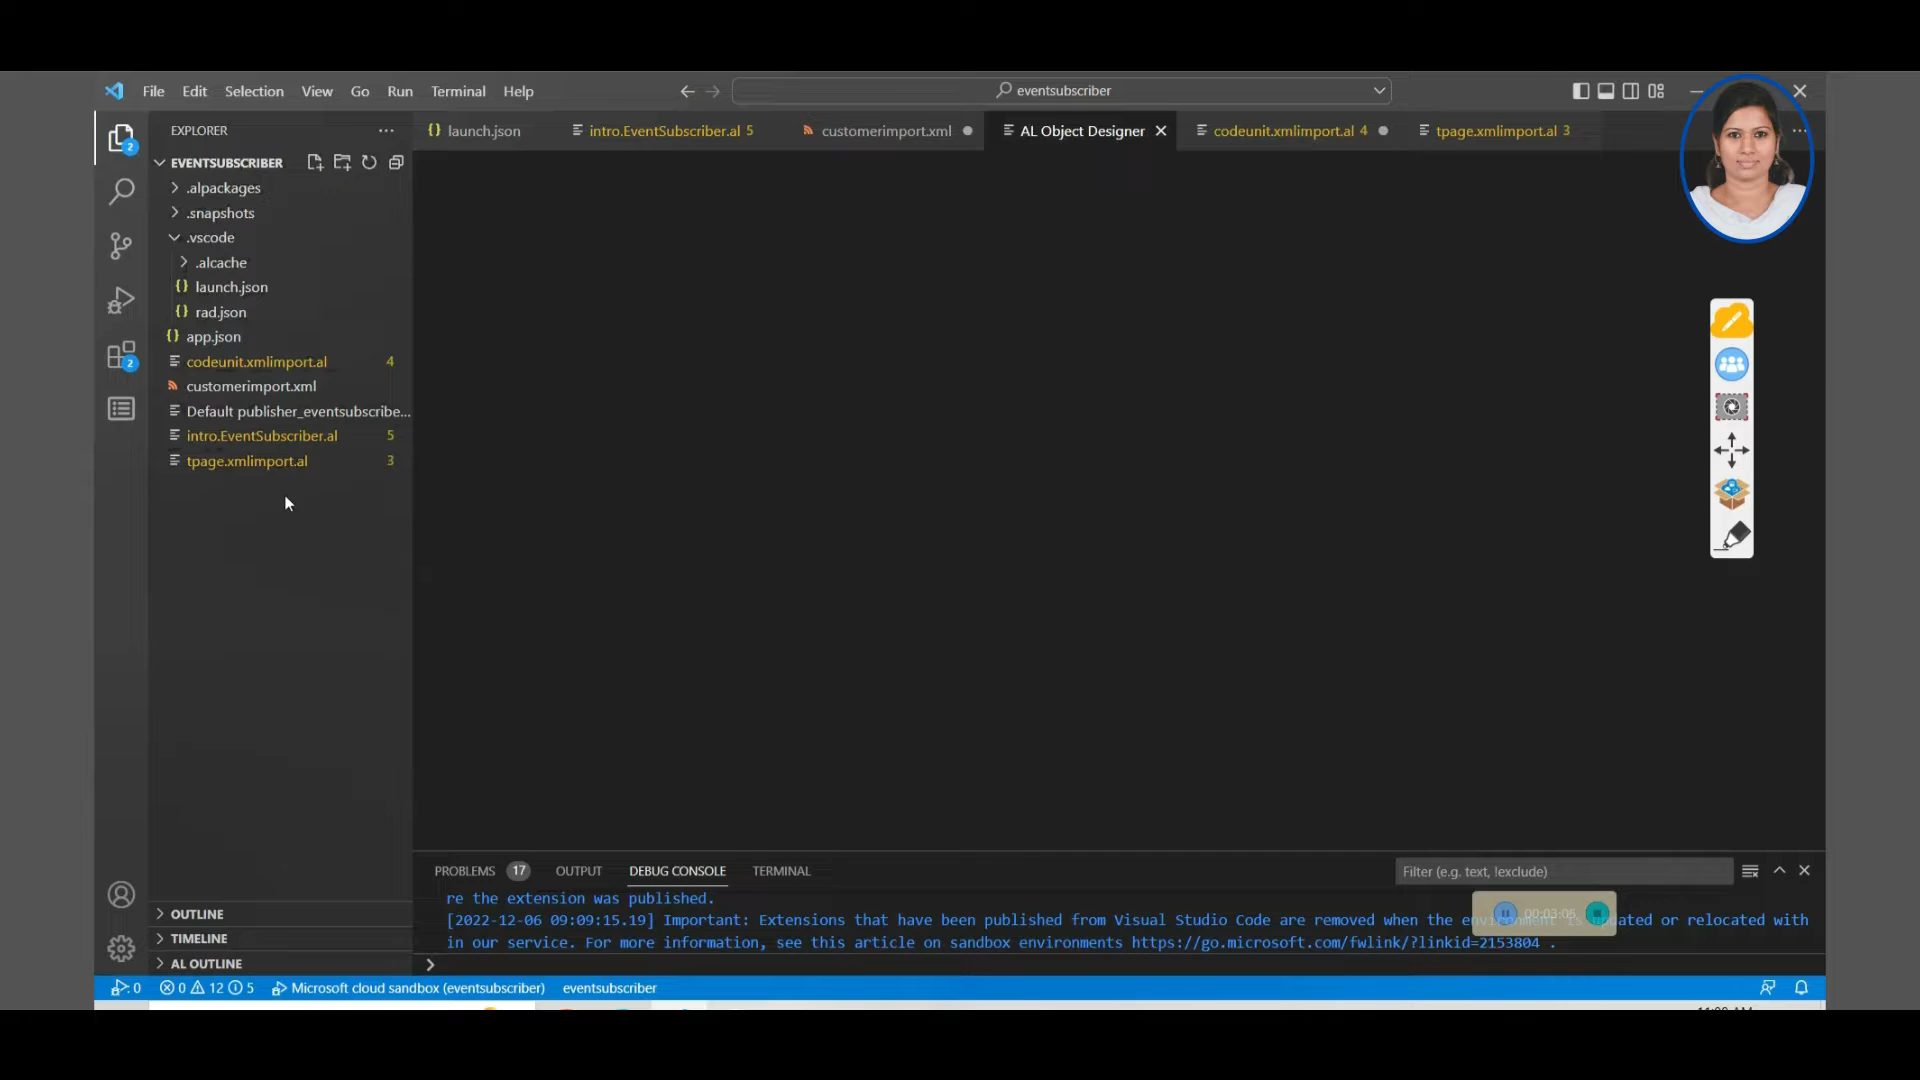 File Edit Selection View Go Run Terminal Help
eventsubscriber
EXPLORER
launch.json
intro.EventSubscriber.al 5
customerimport.xml
AL Object Designer
codeunit.xmlimport.al 4
tpage.xmlimport.al 3
2
EVENTSUBSCRIBER
.alpackages
.snapshots
.vscode
.alcache
{} launch.json
{} rad.json
{} app.json
codeunit.xmlimport.al 4
customerimport.xml
Default publisher_eventsubscribe...
intro.EventSubscriber.al 5
tpage.xmlimport.al 3
2
OUTLINE
TIMELINE
AL OUTLINE
PROBLEMS 17 OUTPUT DEBUG CONSOLE TERMINAL
Filter (e.g. text, !exclude)
re the extension was published.
[2022-12-06 09:09:15.19] Important: Extensions that have been published from Visual Studio Code are removed when the environment is updated or relocated with
in our service. For more information, see this article on sandbox environments https://go.microsoft.com/fwlink/?linkid=2153804 .
00:03:06
0 0 12 5 Microsoft cloud sandbox (eventsubscriber) eventsubscriber